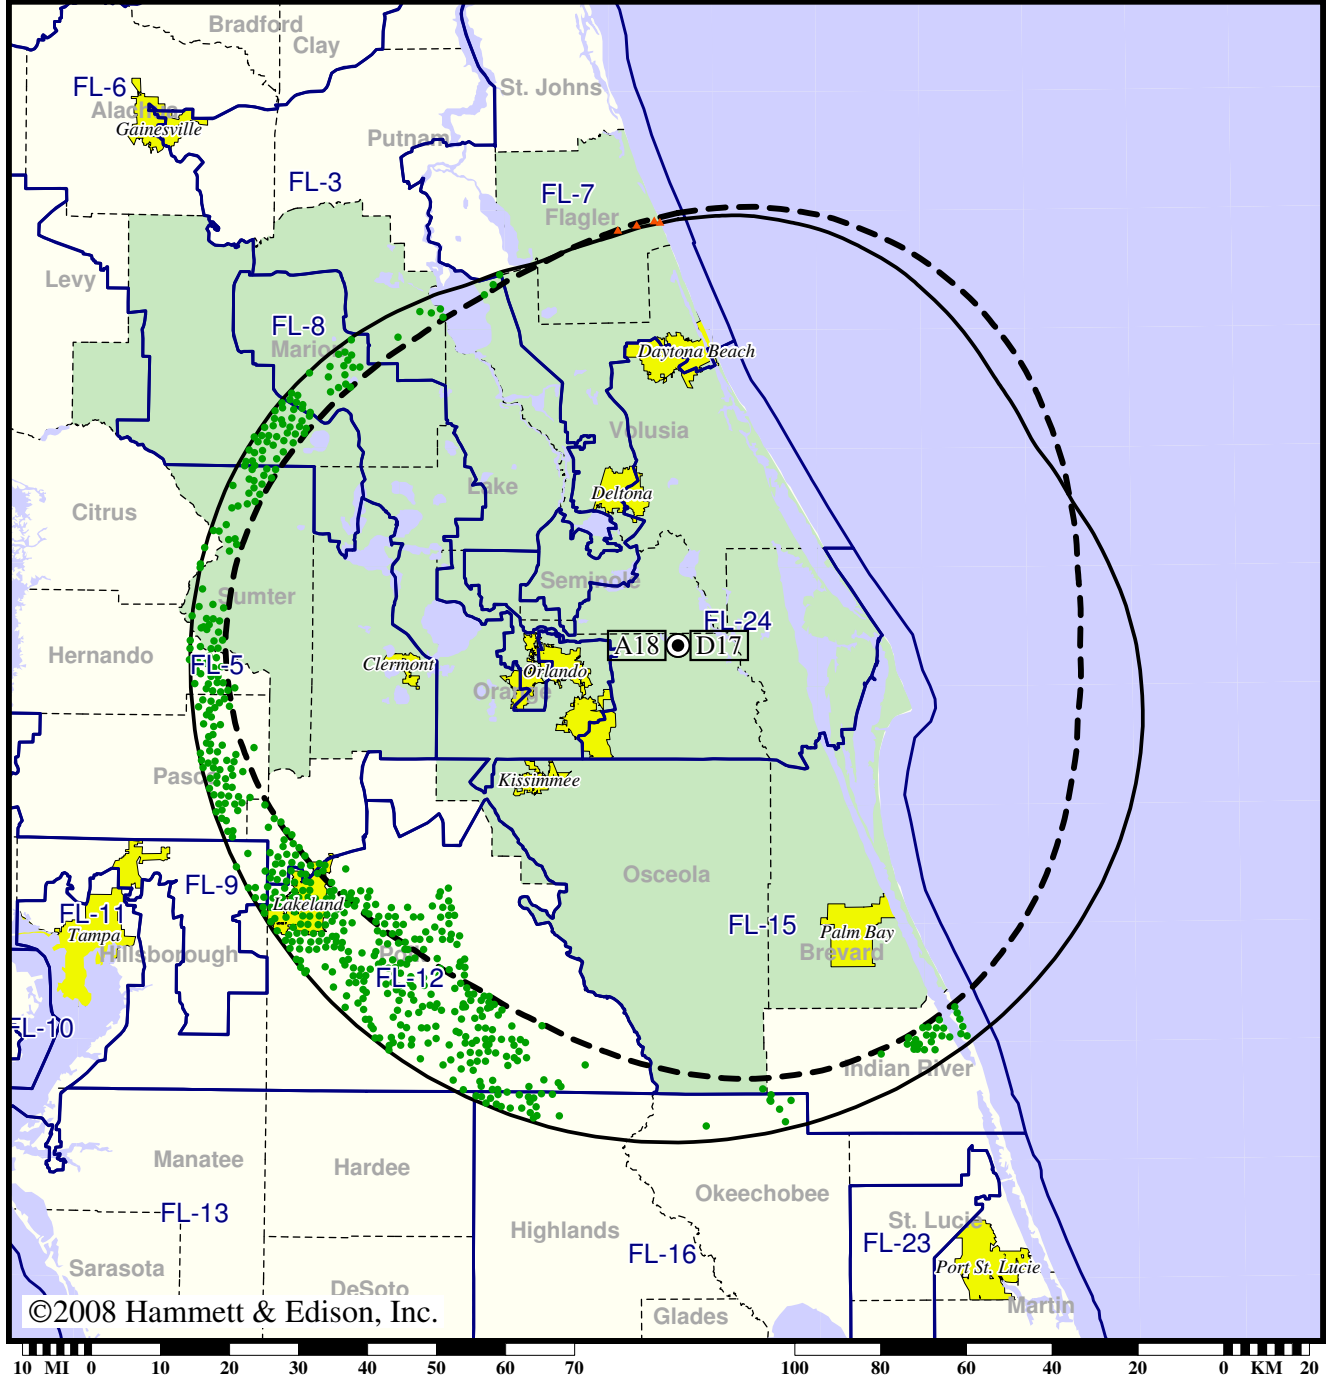 Bradford
Clay
FL-6
St. Johns
Alachua
Gainesville
Putnam
FL-3
FL-7
Flagler
Levy
FL-8
Marion
Daytona Beach
Volusia
Lake
Deltona
Citrus
Seminole
Sumter
FL-24
A18
D17
Hernando
FL-5
Clermont
Orlando
Orange
Pasco
Kissimmee
Osceola
FL-9
Lakeland
FL-11
Tampa
FL-15
Palm Bay
Hillsborough
Polk
Brevard
FL-12
FL-10
Indian River
Manatee
Hardee
Okeechobee
FL-13
St. Lucie
Highlands
FL-16
FL-23
Sarasota
Port St. Lucie
DeSoto
Martin
©2008 Hammett & Edison, Inc.
Glades
10 MI 0 10 20 30 40 50 60 70
100 80 60 40 20 0 KM 20